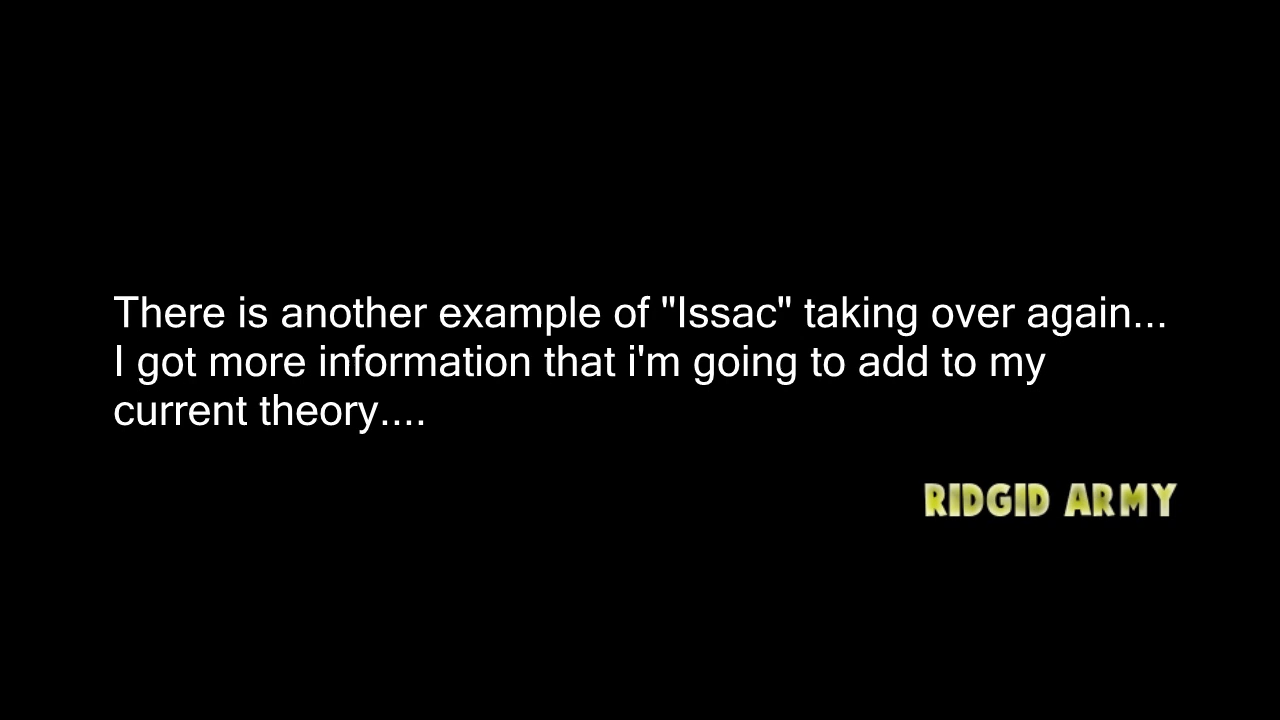 There is another example of "Issac" taking over again...
I got more information that i'm going to add to my
current theory....
RIDGID ARMY